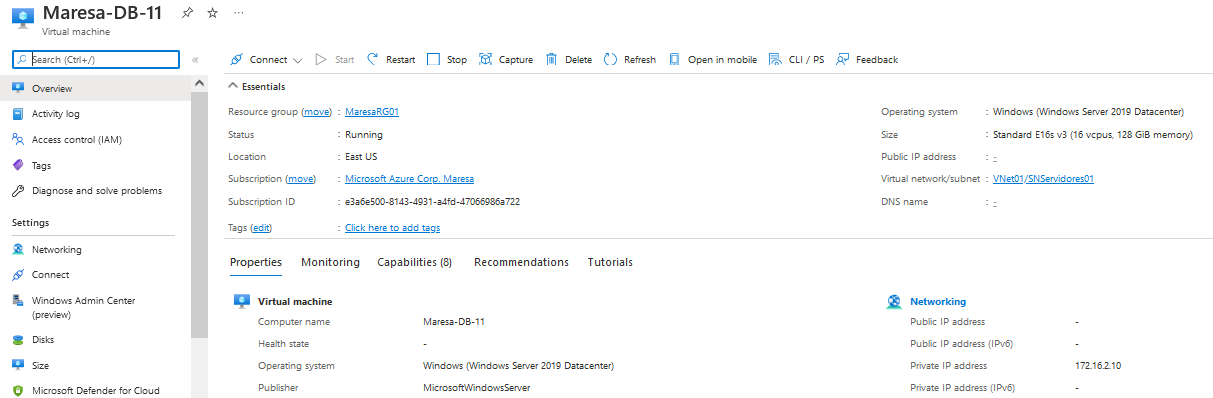 Maresa-DB-11
Virtual machine
Search (Ctrl+/)
Overview
Activity log
Access control (IAM)
Tags
Diagnose and solve problems
Settings
Networking
Connect
Windows Admin Center
(preview)
Disks
Size
Microsoft Defender for Cloud
Connect Start Restart Stop Capture Delete Refresh Open in mobile CLI / PS Feedback
Essentials
Resource group (move) : MaresaRG01
Status : Running
Location : East US
Subscription (move) : Microsoft Azure Corp. Maresa
Subscription ID : e3a6e500-8143-4931-a4fd-47066986a722
Tags (edit) : Click here to add tags
Operating system : Windows (Windows Server 2019 Datacenter)
Size : Standard E16s v3 (16 vcpus, 128 GiB memory)
Public IP address : -
Virtual network/subnet : VNet01/SNServidores01
DNS name : -
Properties Monitoring Capabilities (8) Recommendations Tutorials
Virtual machine
Computer name Maresa-DB-11
Health state -
Operating system Windows (Windows Server 2019 Datacenter)
Publisher MicrosoftWindowsServer
Networking
Public IP address -
Public IP address (IPv6) -
Private IP address 172.16.2.10
Private IP address (IPv6) -